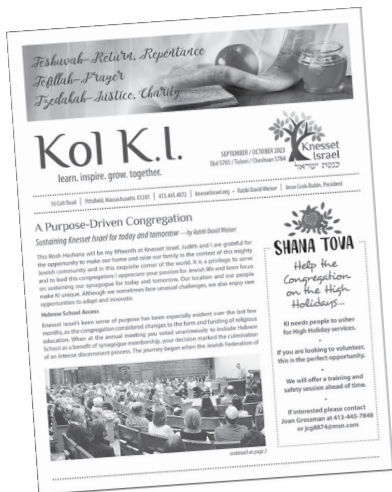 Teshuvah–Return, Repentance
Tefillah–Prayer
Tzedakah–Justice, Charity
Kol K.I.
learn. inspire. grow. together.
SEPTEMBER / OCTOBER 2023
Elul 5783 / Tishrei / Cheshvan 5784
Knesset
Israel
כנסת ישראל
16 Colt Road | Pittsfield, Massachusetts 01201 | 413.445.4872 | knessetisrael.org • Rabbi David Weiner | Jesse Cook-Dubin, President
A Purpose-Driven Congregation
Sustaining Knesset Israel for today and tomorrow —by Rabbi David Weiner
This Rosh Hashana will be my fifteenth at Knesset Israel. Judith and I are grateful for
the opportunity to make our home and raise our family in the context of this mighty
Jewish community and in this exquisite corner of the world. It is a privilege to serve
and to lead this congregation; I appreciate your passion for Jewish life and keen focus
on sustaining our synagogue for today and tomorrow. Our location and our people
make KI unique. Although we sometimes face unusual challenges, we also enjoy rare
opportunities to adapt and innovate.
Hebrew School Access
Knesset Israel's keen sense of purpose has been especially evident over the last few
months, as the congregation considered changes to the form and funding of religious
education. When at the annual meeting you voted unanimously to include Hebrew
School as a benefit of synagogue membership, your decision marked the culmination
of an intense discernment process. The journey began when the Jewish Federation of
continued on page 3
SHANA TOVA
Help the
Congregation
on the High
Holidays...
KI needs people to usher
for High Holiday services.
•
If you are looking to volunteer,
this is the perfect opportunity.
•
We will offer a training and
safety session ahead of time.
•
If interested please contact
Joan Grossman at 413-445-7848
or jcg8874@msn.com